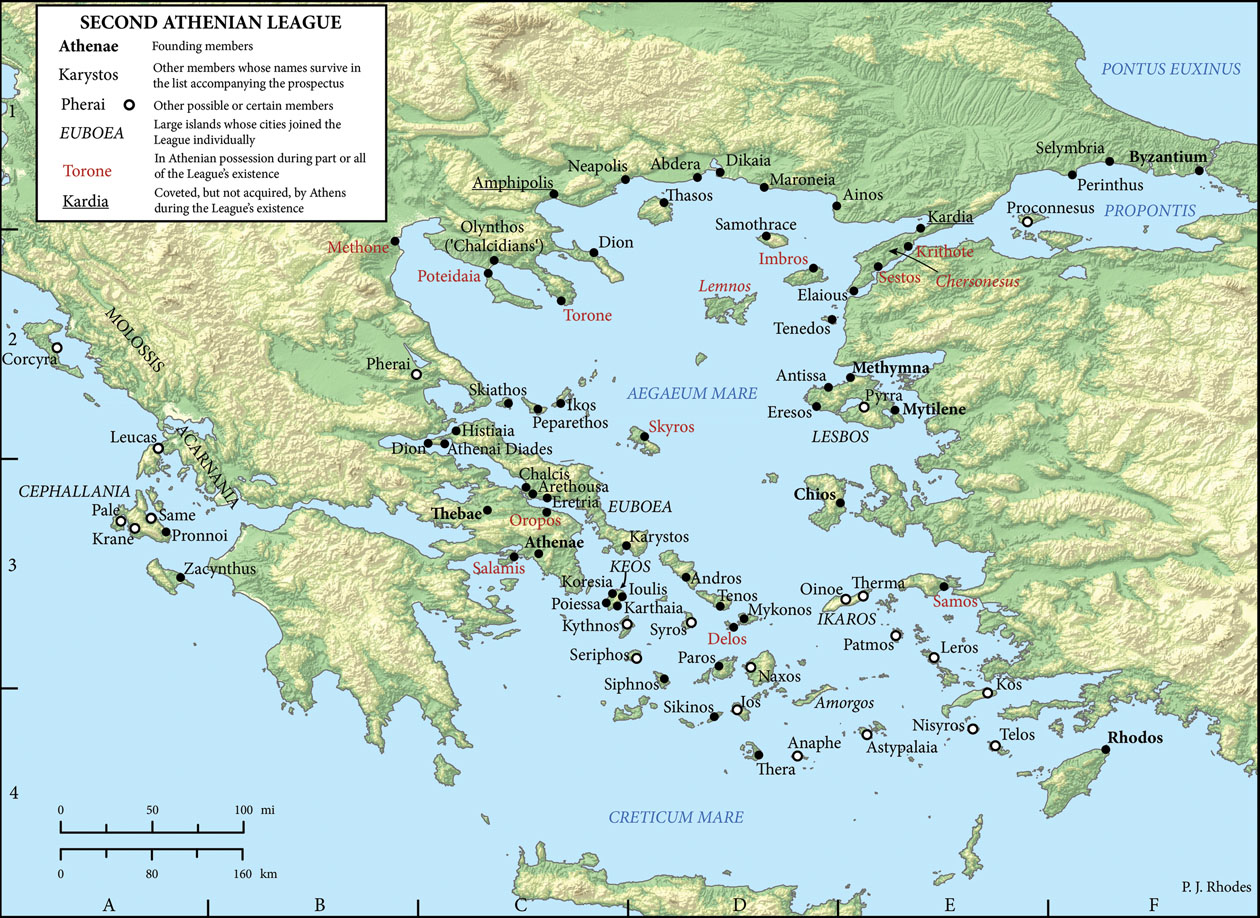 SECOND ATHENIAN LEAGUE
Athenae Founding members
Karystos Other members whose names survive in
the list accompanying the prospectus
Pherai Other possible or certain members
EUBOEA Large islands whose cities joined the
League individually
Torone In Athenian possession during part or all
of the League's existence
Kardia Coveted, but not acquired, by Athens
during the League's existence
PONTUS EUXINUS
1
Selymbria
Byzantium
Neapolis
Abdera
Dikaia
Amphipolis
Maroneia
Perinthus
Thasos
Ainos
Proconnesus
PROPONTIS
Kardia
Samothrace
Olynthos
('Chalcidians')
Dion
Methone
Imbros
Krithote
Poteidaia
Sestos
Chersonesus
Lemnos
Elaious
Torone
Tenedos
MOLOSSIS
2
Corcyra
Pherai
Methymna
Antissa
Skiathos
AEGAEUM MARE
Pyrra
Ikos
Eresos
Mytilene
Peparethos
Skyros
Histiaia
LESBOS
Leucas
Dion
Athenai Diades
ACARNANIA
Chalcis
Arethousa
CEPHALLANIA
Chios
Eretria
EUBOEA
Pale
Same
Thebae
Oropos
Krane
Pronnoi
Karystos
Athenae
3
Zacynthus
Salamis
KEOS
Koresia
Andros
Ioulis
Therma
Oinoe
Tenos
Poiessa
Karthaia
Mykonos
Samos
Kythnos
Syros
IKAROS
Delos
Patmos
Leros
Seriphos
Paros
Naxos
Siphnos
Kos
Sikinos
Ios
Amorgos
Nisyros
Telos
Rhodos
Anaphe
Astypalaia
Thera
4
0 50 100 mi
CRETICUM MARE
0 80 160 km
P. J. Rhodes
A B C D E F